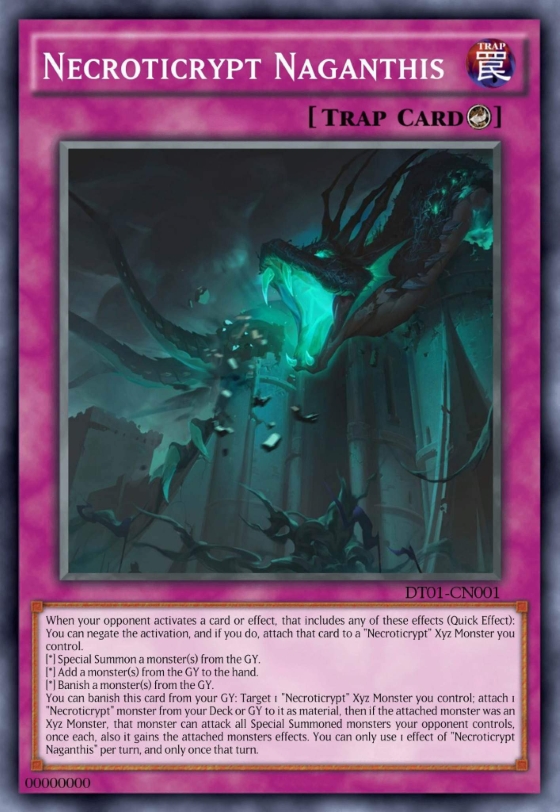 NECROTICRYPT NAGANTHIS
TRAP
罠
[TRAP CARD]
DT01-CN001
When your opponent activates a card or effect, that includes any of these effects (Quick Effect):
You can negate the activation, and if you do, attach that card to a "Necroticrypt" Xyz Monster you
control.
[*] Special Summon a monster(s) from the GY.
[*] Add a monster(s) from the GY to the hand.
[*] Banish a monster(s) from the GY.
You can banish this card from your GY: Target 1 "Necroticrypt" Xyz Monster you control; attach 1
"Necroticrypt" monster from your Deck or GY to it as material, then if the attached monster was an
Xyz Monster, that monster can attack all Special Summoned monsters your opponent controls,
once each, also it gains the attached monsters effects. You can only use 1 effect of "Necroticrypt
Naganthis" per turn, and only once that turn.
00000000